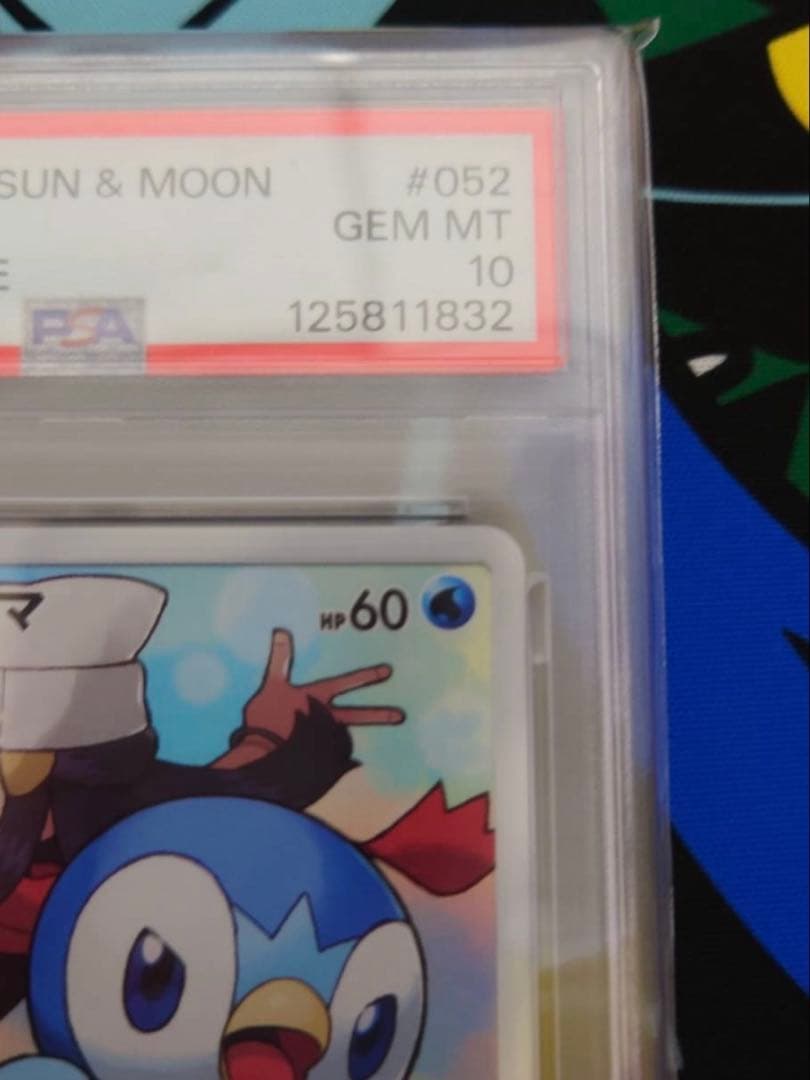 SUN & MOON #052
GEM MT
E 10
PSA 125811832
マ HP60